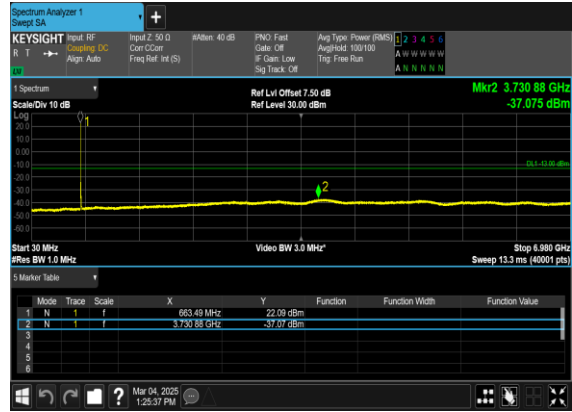 Spectrum Analyzer 1
Swept SA
+
KEYSIGHT Input: RF Input Z: 50 Ω #Atten: 40 dB PNO: Fast Avg Type: Power (RMS) 1 2 3 4 5 6
R T Coupling: DC Corr CCorr Gate: Off Avg|Hold: 100/100 A W W W W W
Align: Auto Freq Ref: Int (S) IF Gain: Low Trig: Free Run
Sig Track: Off A N N N N N
1 Spectrum Ref Lvl Offset 7.50 dB Mkr2 3.730 88 GHz
Scale/Div 10 dB Ref Level 30.00 dBm -37.075 dBm
Log
20.0
10.0
0.00
-10.0
-20.0
-30.0
-40.0
-50.0
-60.0
1
2
DL1 -13.00 dBm
Start 30 MHz Video BW 3.0 MHz* Stop 6.980 GHz
#Res BW 1.0 MHz Sweep 13.3 ms (40001 pts)
5 Marker Table
Mode Trace Scale X Y Function Function Width Function Value
1 N 1 f 663.49 MHz 22.09 dBm
2 N 1 f 3.730 88 GHz -37.07 dBm
3
4
5
6
? Mar 04, 2025
1:25:37 PM